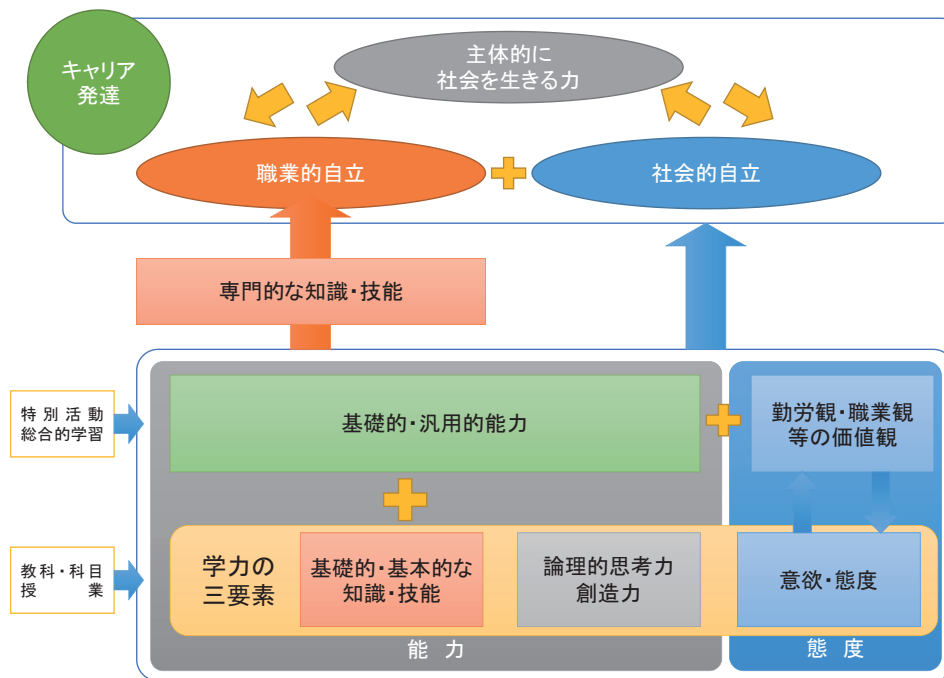 キャリア
発達
主体的に
社会を生きる力
職業的自立
社会的自立
専門的な知識・技能
特別活動
総合的学習
基礎的・汎用的能力
勤労観・職業観
等の価値観
教科・科目
授業
学力の
三要素
基礎的・基本的な
知識・技能
論理的思考力
創造力
意欲・態度
能力
態度